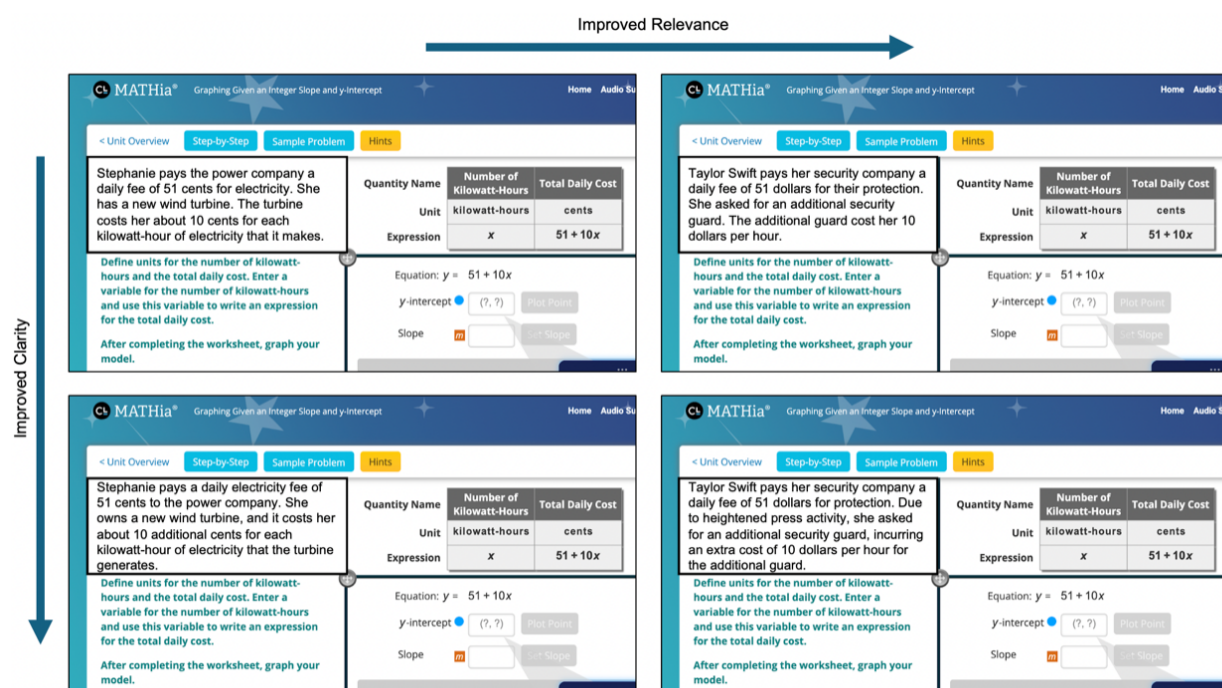 Improved Relevance
Improved Clarity
CL MATHia® Graphing Given an Integer Slope and y-Intercept Home Audio Su
< Unit Overview Step-by-Step Sample Problem Hints
Stephanie pays the power company a
daily fee of 51 cents for electricity. She
has a new wind turbine. The turbine
costs her about 10 cents for each
kilowatt-hour of electricity that it makes.
Define units for the number of kilowatt-
hours and the total daily cost. Enter a
variable for the number of kilowatt-hours
and use this variable to write an expression
for the total daily cost.
After completing the worksheet, graph your
model.
Quantity Name Number of Kilowatt-Hours Total Daily Cost
Unit kilowatt-hours cents
Expression x 51 + 10x
Equation: y = 51 + 10x
y-intercept (?, ?) Plot Point
Slope m Set Slope
...
CL MATHia® Graphing Given an Integer Slope and y-Intercept Home Audio S
< Unit Overview Step-by-Step Sample Problem Hints
Taylor Swift pays her security company a
daily fee of 51 dollars for their protection.
She asked for an additional security
guard. The additional guard cost her 10
dollars per hour.
Define units for the number of kilowatt-
hours and the total daily cost. Enter a
variable for the number of kilowatt-hours
and use this variable to write an expression
for the total daily cost.
After completing the worksheet, graph your
model.
Quantity Name Number of Kilowatt-Hours Total Daily Cost
Unit kilowatt-hours cents
Expression x 51 + 10x
Equation: y = 51 + 10x
y-intercept (?, ?) Plot Point
Slope m Set Slope
...
CL MATHia® Graphing Given an Integer Slope and y-Intercept Home Audio Su
< Unit Overview Step-by-Step Sample Problem Hints
Stephanie pays a daily electricity fee of
51 cents to the power company. She
owns a new wind turbine, and it costs her
about 10 additional cents for each
kilowatt-hour of electricity that the turbine
generates.
Define units for the number of kilowatt-
hours and the total daily cost. Enter a
variable for the number of kilowatt-hours
and use this variable to write an expression
for the total daily cost.
After completing the worksheet, graph your
model.
Quantity Name Number of Kilowatt-Hours Total Daily Cost
Unit kilowatt-hours cents
Expression x 51 + 10x
Equation: y = 51 + 10x
y-intercept (?, ?) Plot Point
Slope m Set Slope
CL MATHia® Graphing Given an Integer Slope and y-Intercept Home Audio S
< Unit Overview Step-by-Step Sample Problem Hints
Taylor Swift pays her security company a
daily fee of 51 dollars for protection. Due
to heightened press activity, she asked
for an additional security guard, incurring
an extra cost of 10 dollars per hour for
the additional guard.
Define units for the number of kilowatt-
hours and the total daily cost. Enter a
variable for the number of kilowatt-hours
and use this variable to write an expression
for the total daily cost.
After completing the worksheet, graph your
model.
Quantity Name Number of Kilowatt-Hours Total Daily Cost
Unit kilowatt-hours cents
Expression x 51 + 10x
Equation: y = 51 + 10x
y-intercept (?, ?) Plot Point
Slope m Set Slope